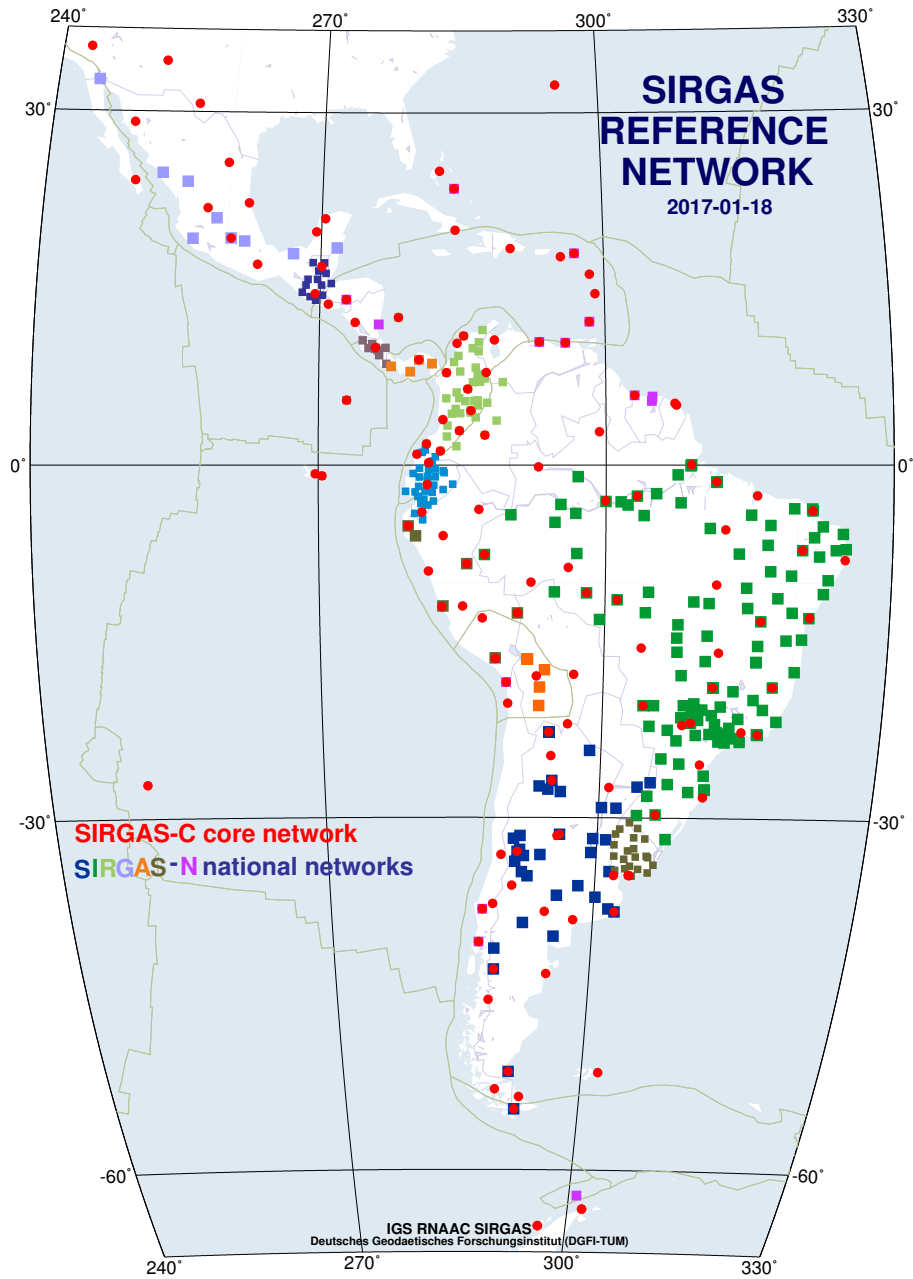 240° 270° 300° 330°
SIRGAS
30° REFERENCE 30°
NETWORK
2017-01-18
0° 0°
-30° -30°
SIRGAS-C core network
SIRGAS-N national networks
-60° -60°
IGS RNAAC SIRGAS
Deutsches Geodaetisches Forschungsinstitut (DGFI-TUM)
240° 270° 300° 330°